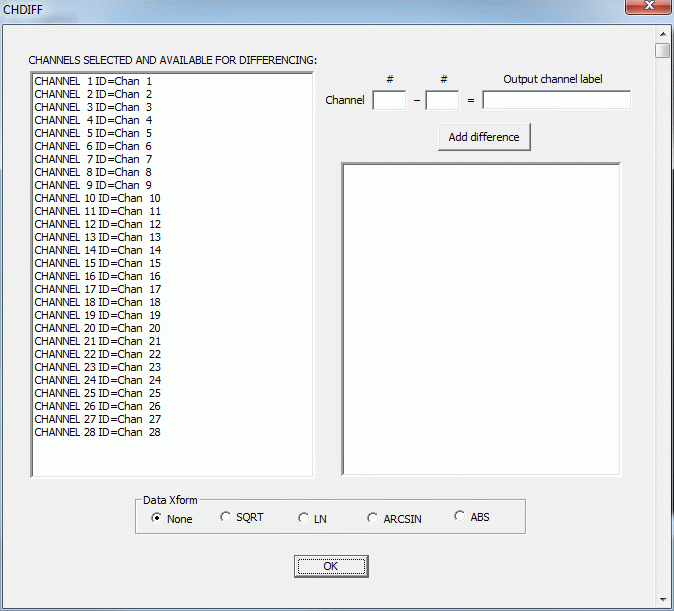 CHDIFF
CHANNELS SELECTED AND AVAILABLE FOR DIFFERENCING:
CHANNEL 1 ID=Chan 1
CHANNEL 2 ID=Chan 2
CHANNEL 3 ID=Chan 3
CHANNEL 4 ID=Chan 4
CHANNEL 5 ID=Chan 5
CHANNEL 6 ID=Chan 6
CHANNEL 7 ID=Chan 7
CHANNEL 8 ID=Chan 8
CHANNEL 9 ID=Chan 9
CHANNEL 10 ID=Chan 10
CHANNEL 11 ID=Chan 11
CHANNEL 12 ID=Chan 12
CHANNEL 13 ID=Chan 13
CHANNEL 14 ID=Chan 14
CHANNEL 15 ID=Chan 15
CHANNEL 16 ID=Chan 16
CHANNEL 17 ID=Chan 17
CHANNEL 18 ID=Chan 18
CHANNEL 19 ID=Chan 19
CHANNEL 20 ID=Chan 20
CHANNEL 21 ID=Chan 21
CHANNEL 22 ID=Chan 22
CHANNEL 23 ID=Chan 23
CHANNEL 24 ID=Chan 24
CHANNEL 25 ID=Chan 25
CHANNEL 26 ID=Chan 26
CHANNEL 27 ID=Chan 27
CHANNEL 28 ID=Chan 28
# # Output channel label
Channel – =
Add difference
Data Xform
None SQRT LN ARCSIN ABS
OK